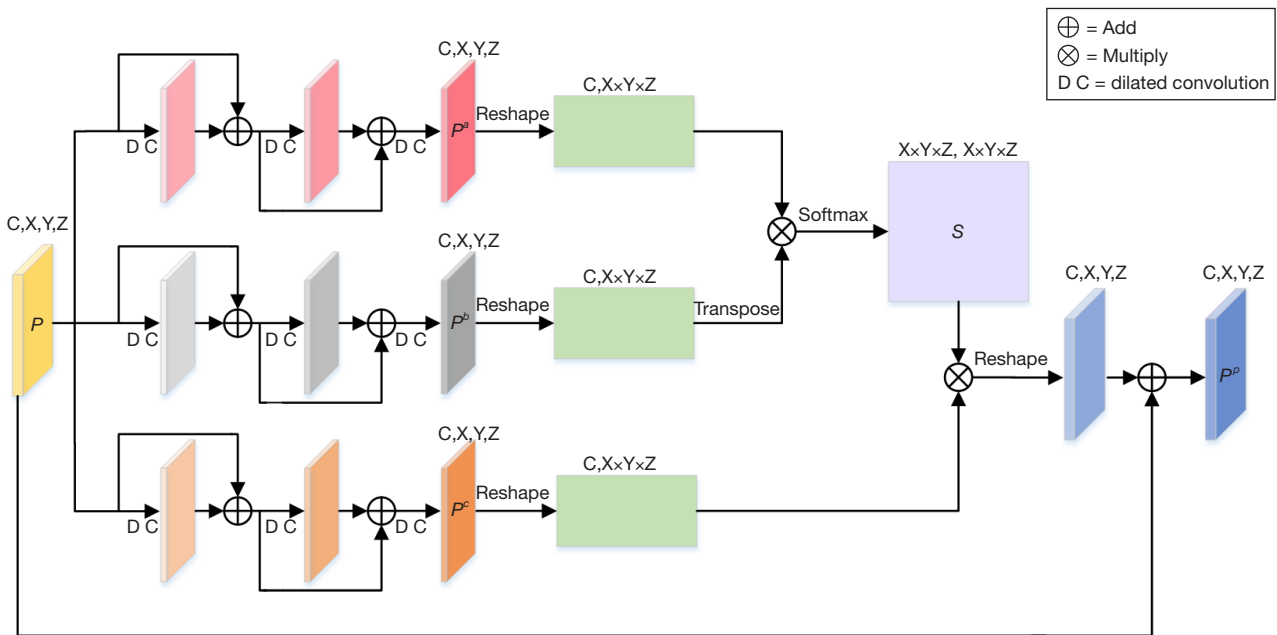 ⊕ = Add
⊗ = Multiply
D C = dilated convolution
C,X,Y,Z
C,X×Y×Z
D C
D C
D C
P^a
Reshape
X×Y×Z, X×Y×Z
Softmax
S
C,X,Y,Z
P
C,X,Y,Z
C,X×Y×Z
D C
D C
D C
P^b
Reshape
Transpose
C,X,Y,Z
C,X,Y,Z
Reshape
P^p
C,X,Y,Z
C,X×Y×Z
D C
D C
D C
P^c
Reshape